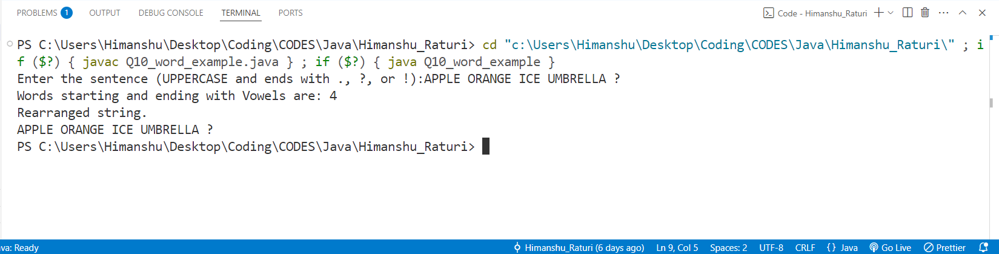 PROBLEMS 1 OUTPUT DEBUG CONSOLE TERMINAL PORTS Code - Himanshu_Raturi
PS C:\Users\Himanshu\Desktop\Coding\CODES\Java\Himanshu_Raturi> cd "c:\Users\Himanshu\Desktop\Coding\CODES\Java\Himanshu_Raturi\" ; i
f ($?) { javac Q10_word_example.java } ; if ($?) { java Q10_word_example }
Enter the sentence (UPPERCASE and ends with ., ?, or !):APPLE ORANGE ICE UMBRELLA ?
Words starting and ending with Vowels are: 4
Rearranged string.
APPLE ORANGE ICE UMBRELLA ?
PS C:\Users\Himanshu\Desktop\Coding\CODES\Java\Himanshu_Raturi>
va: Ready Himanshu_Raturi (6 days ago) Ln 9, Col 5 Spaces: 2 UTF-8 CRLF {} Java Go Live Prettier